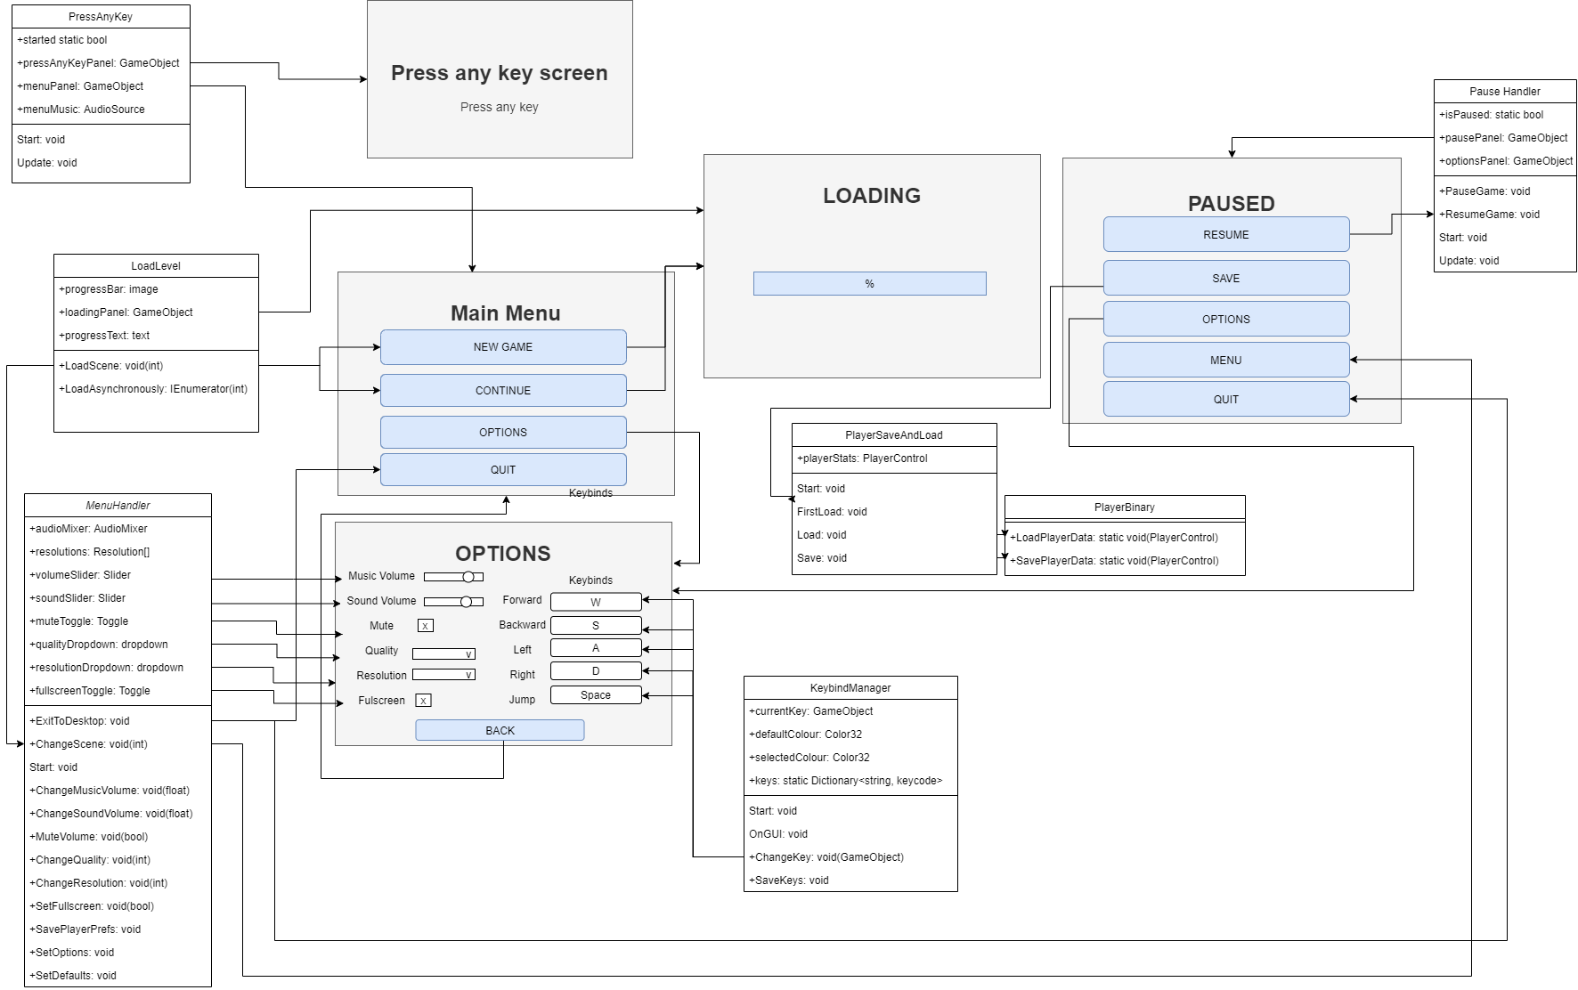 PressAnyKey
+started static bool
+pressAnyKeyPanel: GameObject
+menuPanel: GameObject
+menuMusic: AudioSource
Start: void
Update: void
Press any key screen
Press any key
LOADING
%
Pause Handler
+isPaused: static bool
+pausePanel: GameObject
+optionsPanel: GameObject
+PauseGame: void
+ResumeGame: void
Start: void
Update: void
PAUSED
RESUME
SAVE
OPTIONS
MENU
QUIT
LoadLevel
+progressBar: image
+loadingPanel: GameObject
+progressText: text
+LoadScene: void(int)
+LoadAsynchronously: IEnumerator(int)
Main Menu
NEW GAME
CONTINUE
OPTIONS
QUIT
Keybinds
PlayerSaveAndLoad
+playerStats: PlayerControl
Start: void
FirstLoad: void
Load: void
Save: void
PlayerBinary
+LoadPlayerData: static void(PlayerControl)
+SavePlayerData: static void(PlayerControl)
MenuHandler
+audioMixer: AudioMixer
+resolutions: Resolution[]
+volumeSlider: Slider
+soundSlider: Slider
+muteToggle: Toggle
+qualityDropdown: dropdown
+resolutionDropdown: dropdown
+fullscreenToggle: Toggle
+ExitToDesktop: void
+ChangeScene: void(int)
Start: void
+ChangeMusicVolume: void(float)
+ChangeSoundVolume: void(float)
+MuteVolume: void(bool)
+ChangeQuality: void(int)
+ChangeResolution: void(int)
+SetFullscreen: void(bool)
+SavePlayerPrefs: void
+SetOptions: void
+SetDefaults: void
OPTIONS
Music Volume
Sound Volume
Mute x
Quality v
Resolution v
Fulscreen x
Keybinds
Forward W
Backward S
Left A
Right D
Jump Space
BACK
KeybindManager
+currentKey: GameObject
+defaultColour: Color32
+selectedColour: Color32
+keys: static Dictionary<string, keycode>
Start: void
OnGUI: void
+ChangeKey: void(GameObject)
+SaveKeys: void